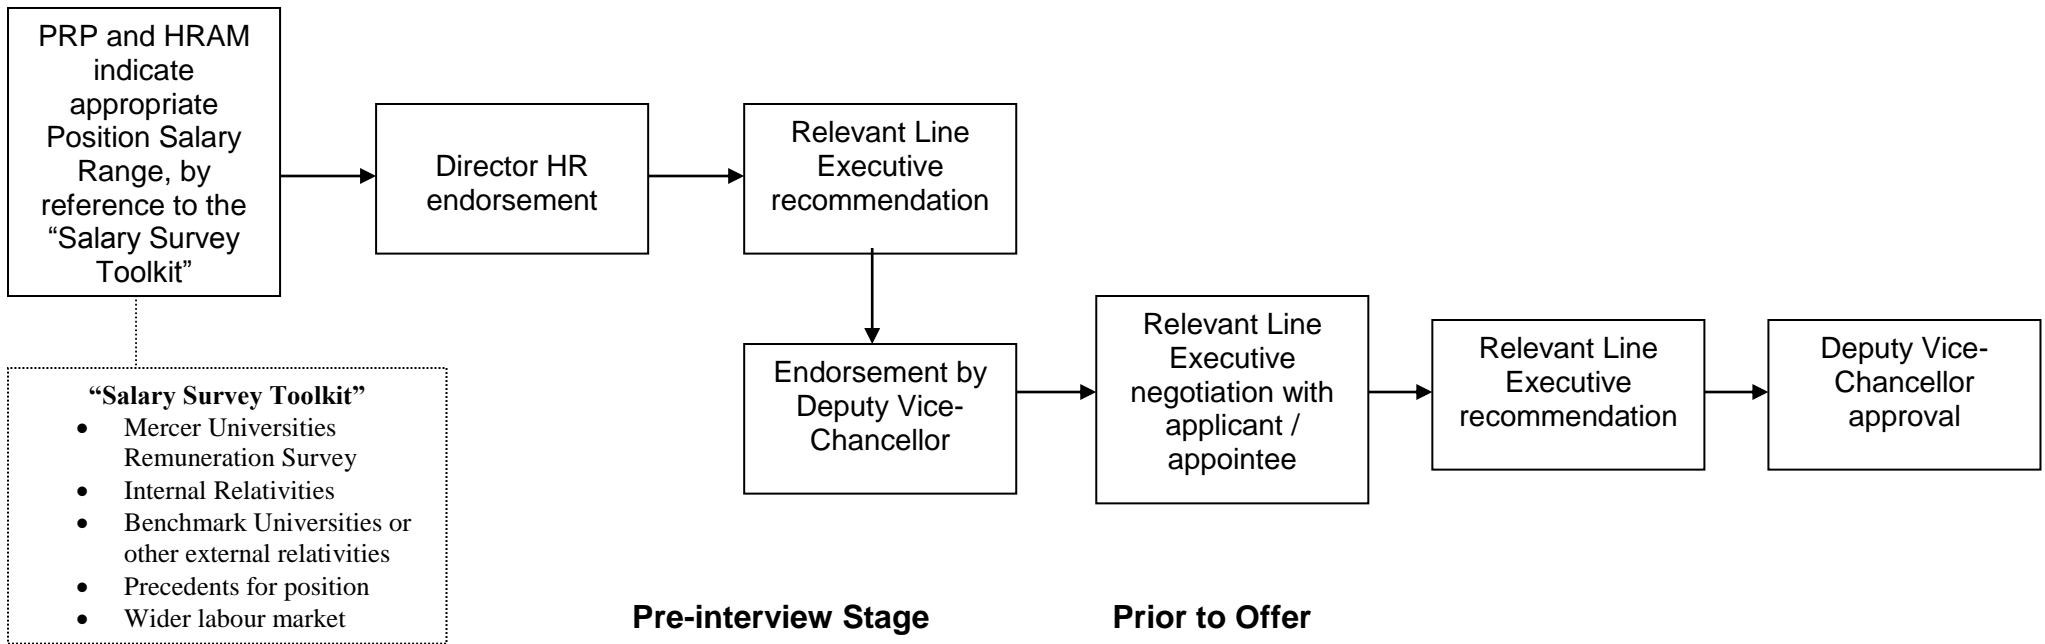 PRP and HRAM
indicate
appropriate
Position Salary
Range, by
reference to the
“Salary Survey
Toolkit”
Director HR
endorsement
Relevant Line
Executive
recommendation
Endorsement by
Deputy Vice-
Chancellor
Relevant Line
Executive
negotiation with
applicant /
appointee
Relevant Line
Executive
recommendation
Deputy Vice-
Chancellor
approval
“Salary Survey Toolkit”
• Mercer Universities
Remuneration Survey
• Internal Relativities
• Benchmark Universities or
other external relativities
• Precedents for position
• Wider labour market
Pre-interview Stage
Prior to Offer